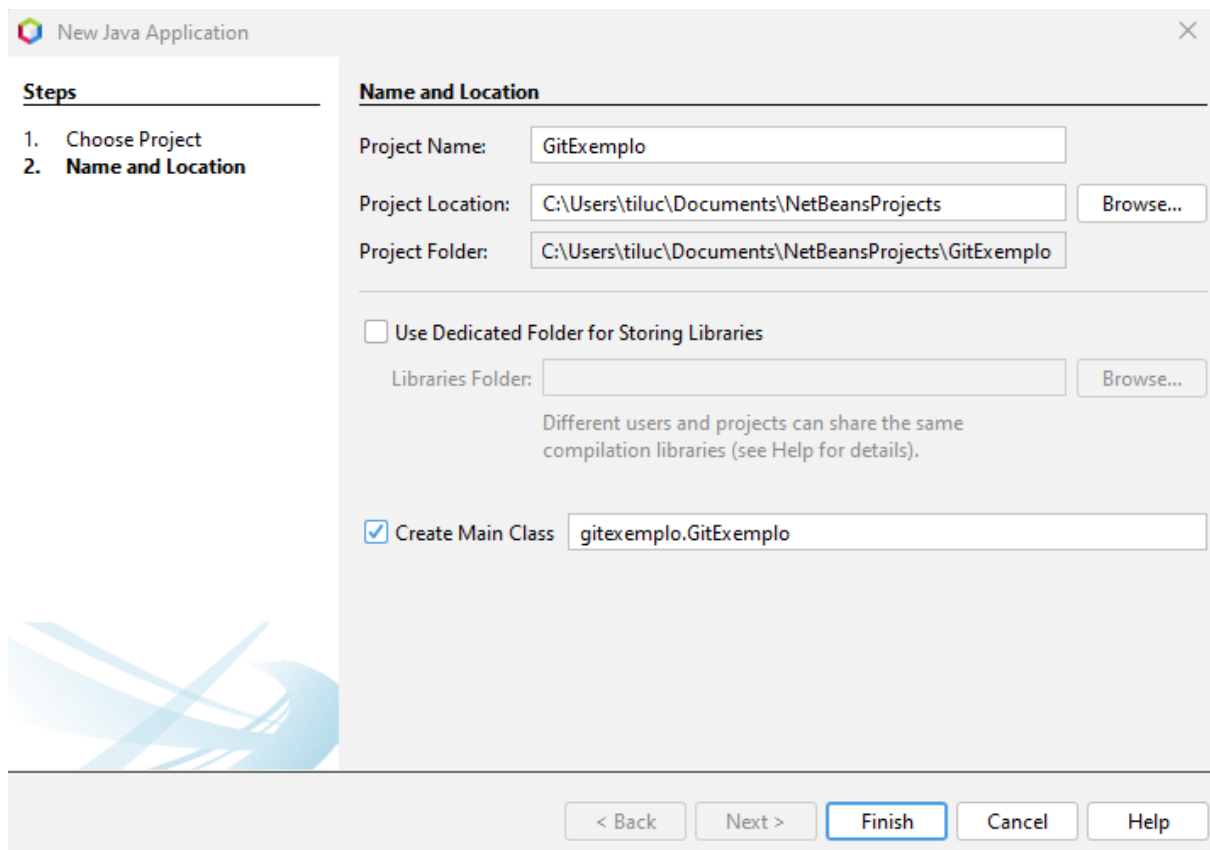 New Java Application
Steps
1. Choose Project
2. Name and Location
Name and Location
Project Name: GitExemplo
Project Location: C:\Users\tiluc\Documents\NetBeansProjects Browse...
Project Folder: C:\Users\tiluc\Documents\NetBeansProjects\GitExemplo
Use Dedicated Folder for Storing Libraries
Libraries Folder: Browse...
Different users and projects can share the same
compilation libraries (see Help for details).
Create Main Class gitexemplo.GitExemplo
< Back Next > Finish Cancel Help